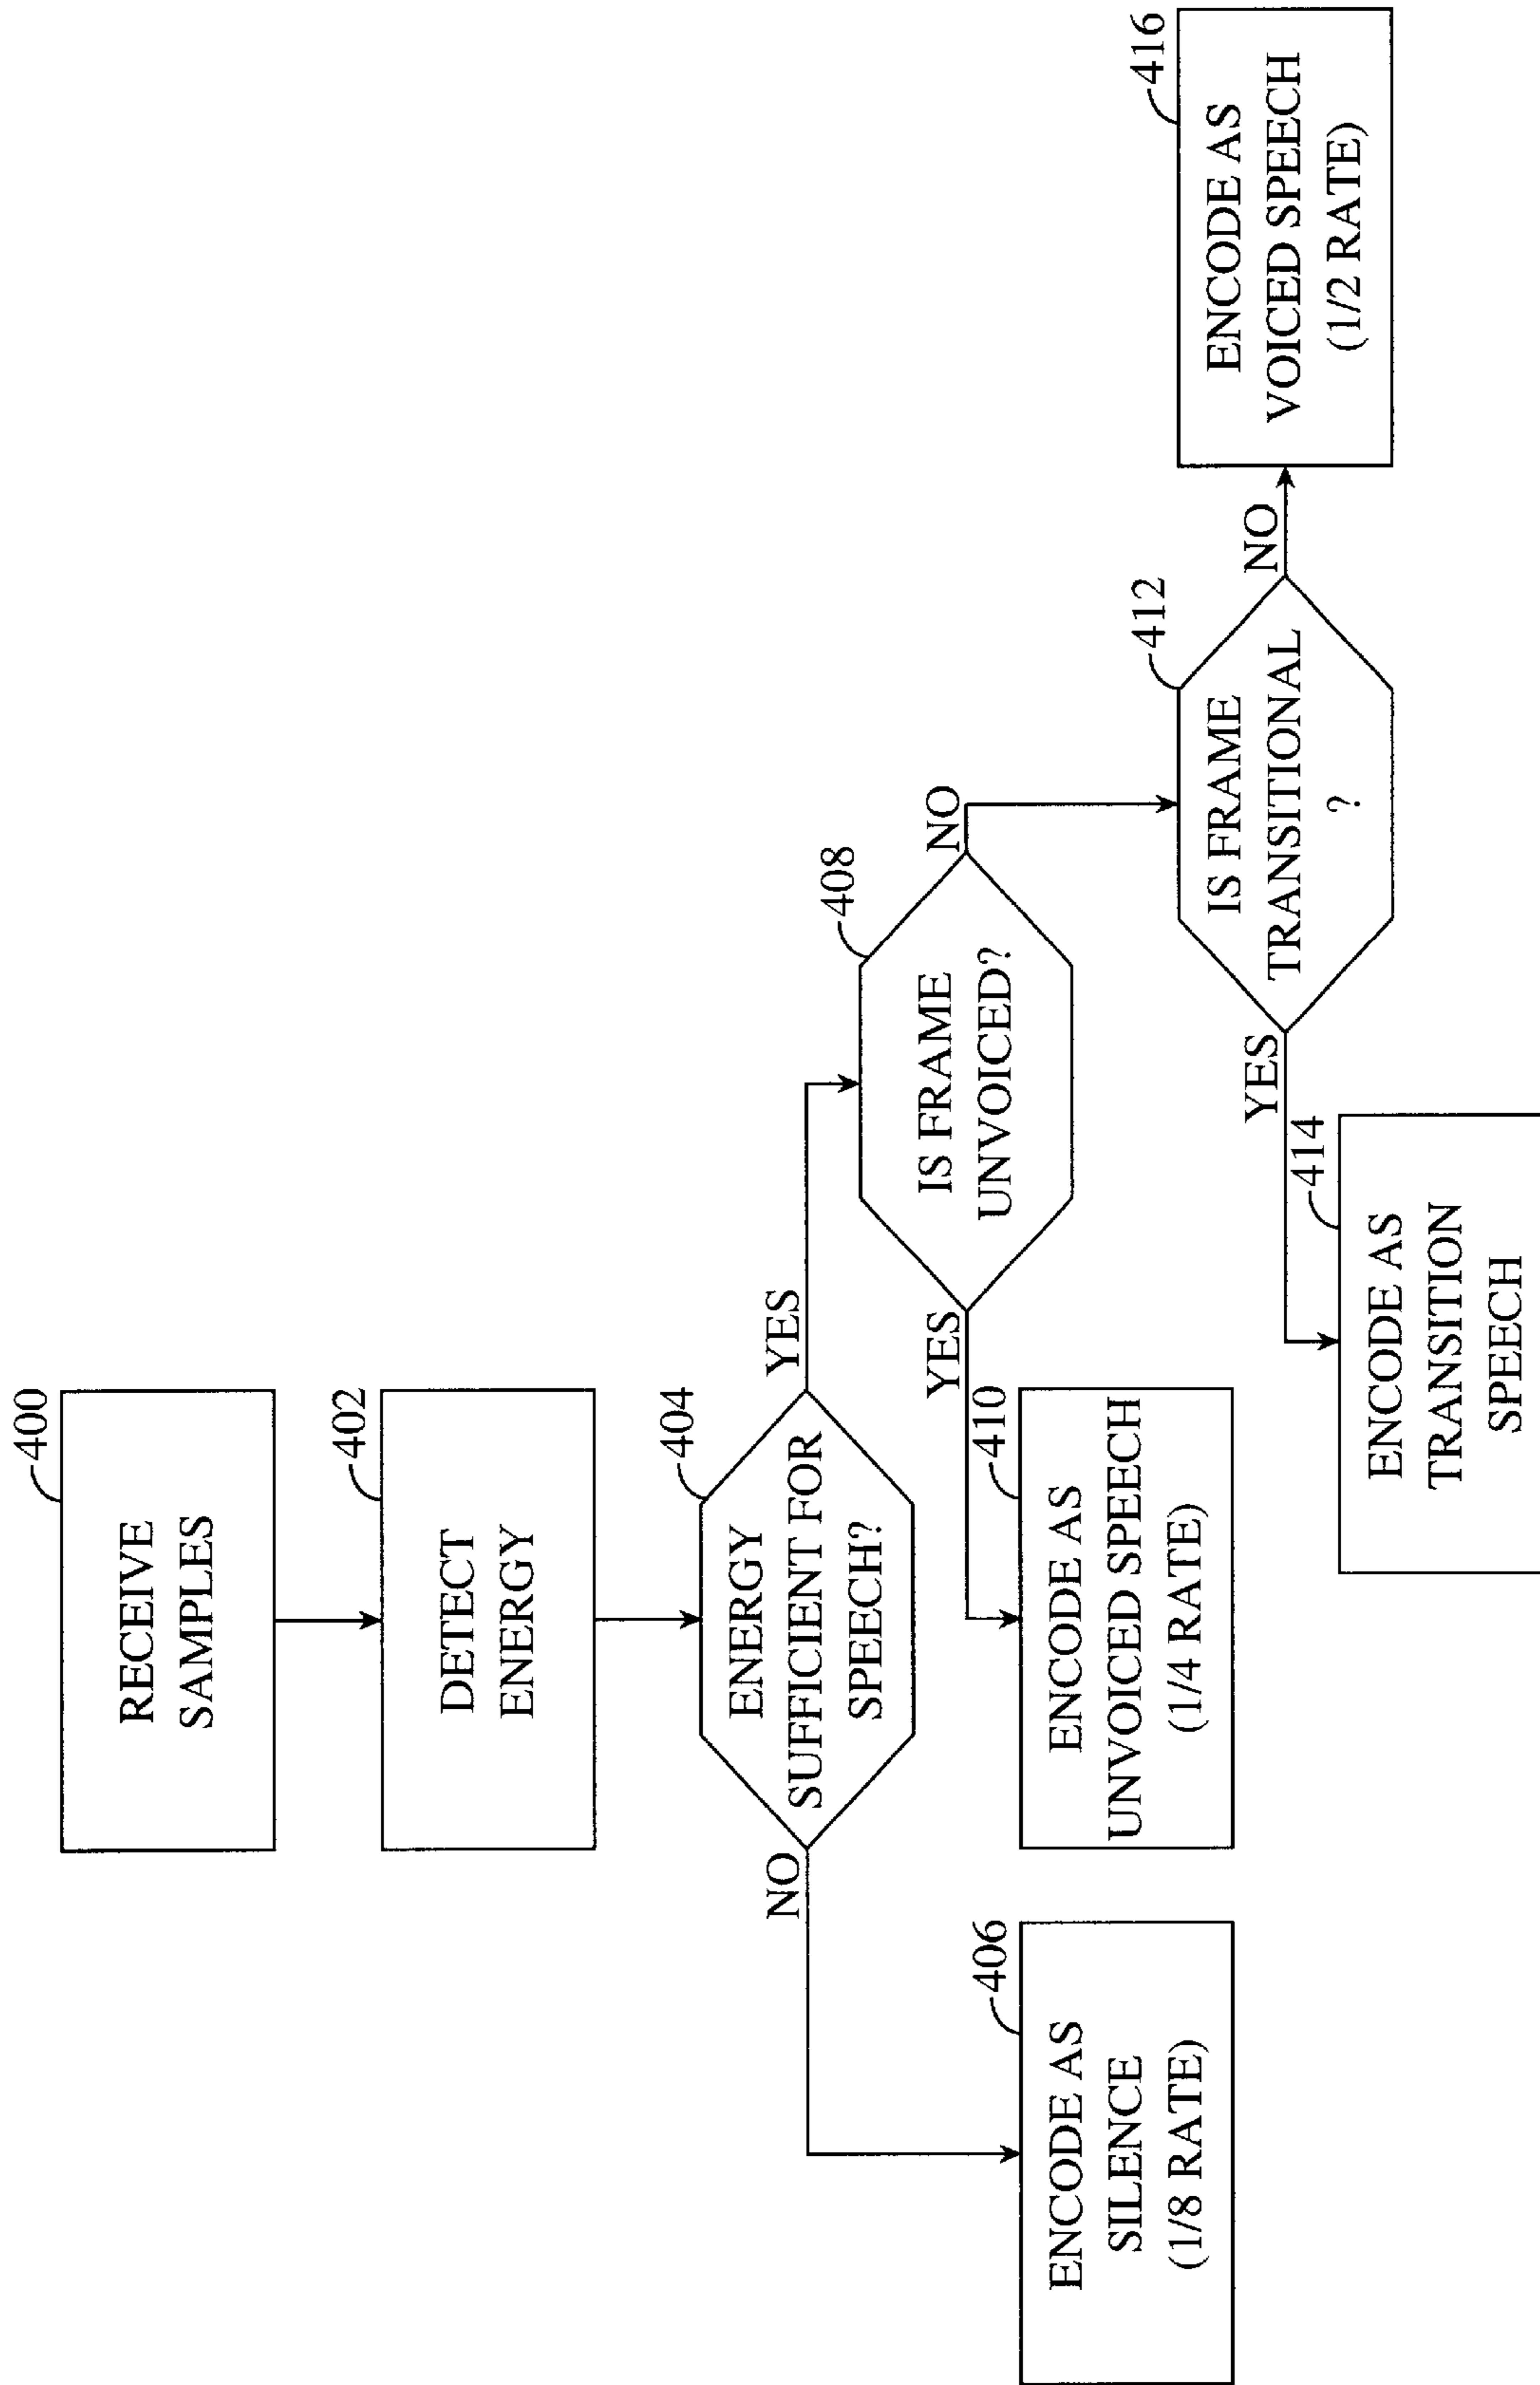 400
RECEIVE
SAMPLES
402
DETECT
ENERGY
404
ENERGY
SUFFICIENT FOR
SPEECH?
NO
YES
406
ENCODE AS
SILENCE
(1/8 RATE)
408
IS FRAME
UNVOICED?
YES
NO
410
ENCODE AS
UNVOICED SPEECH
(1/4 RATE)
412
IS FRAME
TRANSITIONAL
?
YES
NO
414
ENCODE AS
TRANSITION
SPEECH
416
ENCODE AS
VOICED SPEECH
(1/2 RATE)